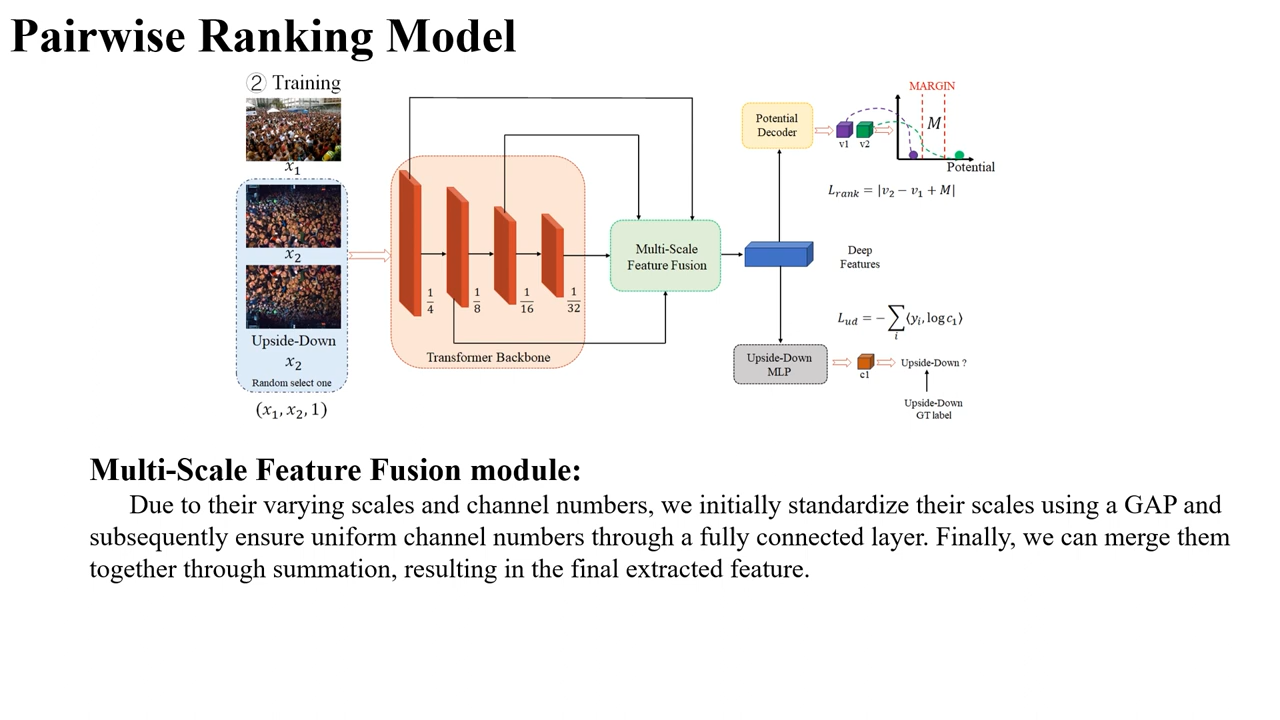 Pairwise Ranking Model
② Training
x₁
x₂
Upside-Down
x₂
Random select one
(x₁, x₂, 1)
1/4
1/8
1/16
1/32
Transformer Backbone
Multi-Scale
Feature Fusion
Potential
Decoder
v1 v2
MARGIN
M
Potential
L_rank = |v₂ − v₁ + M|
Deep
Features
L_ud = − ∑_i ⟨y_i, log c₁⟩
Upside-Down
MLP
c1
Upside-Down ?
Upside-Down
GT label
Multi-Scale Feature Fusion module:
Due to their varying scales and channel numbers, we initially standardize their scales using a GAP and
subsequently ensure uniform channel numbers through a fully connected layer. Finally, we can merge them
together through summation, resulting in the final extracted feature.